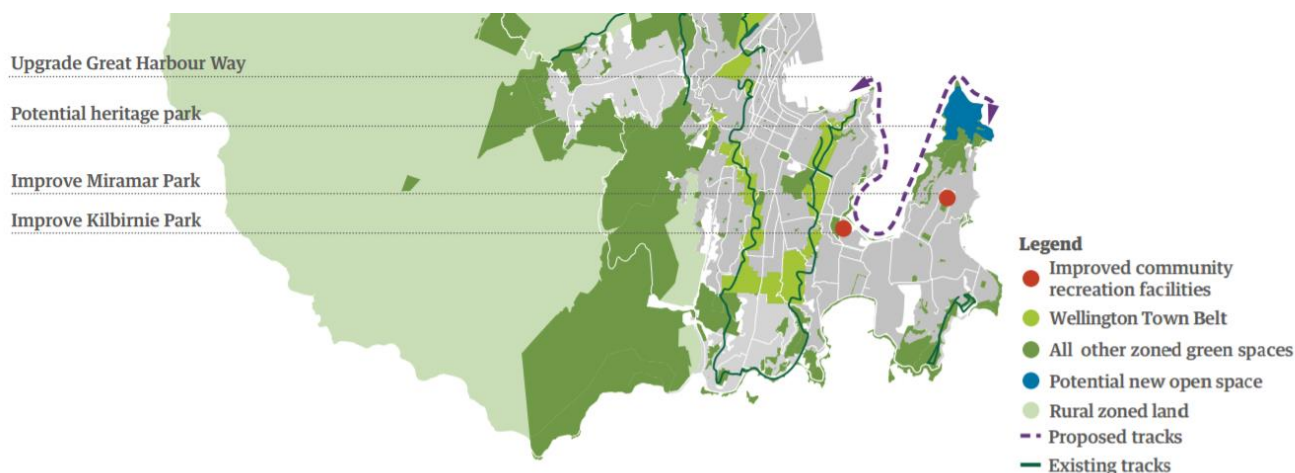 Upgrade Great Harbour Way
Potential heritage park
Improve Miramar Park
Improve Kilbirnie Park
Legend
Improved community
recreation facilities
Wellington Town Belt
All other zoned green spaces
Potential new open space
Rural zoned land
Proposed tracks
Existing tracks